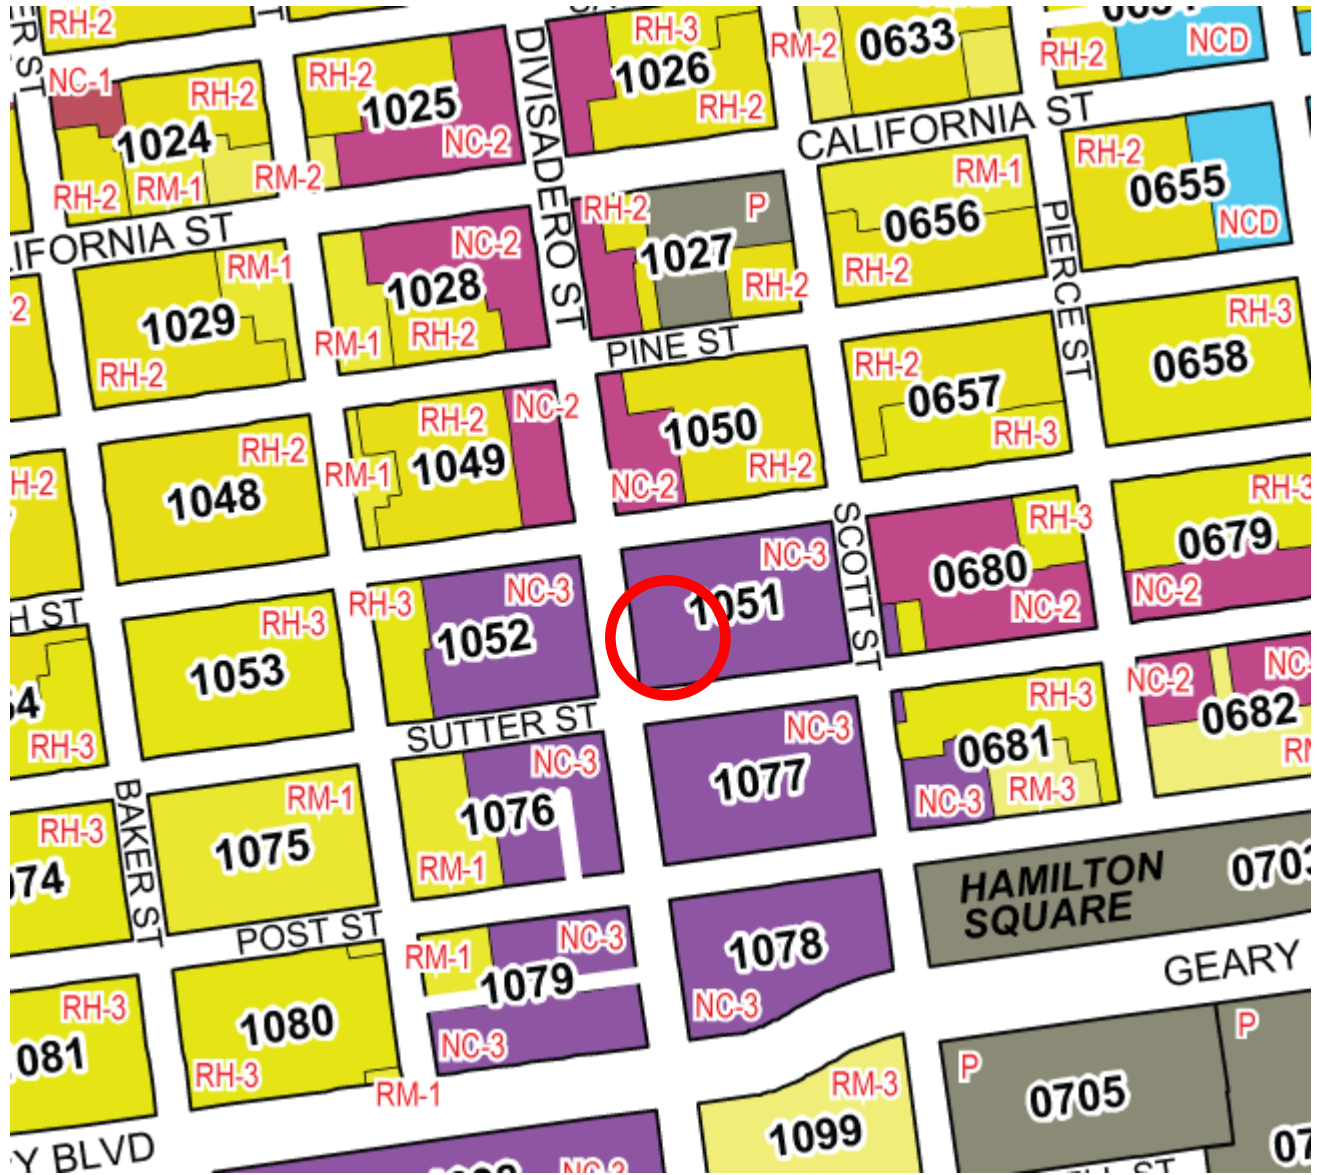 RH-2
NC-1
RH-2
1024
RH-2
RM-1
RM-2
RH-2
1025
NC-2
DIVISADERO ST
RH-3
1026
RH-2
RM-2
0633
RH-2
NCD
CALIFORNIA ST
IFORNIA ST
RM-1
1029
RH-2
NC-2
1028
RM-1
RH-2
RH-2
P
1027
RH-2
RM-1
0656
RH-2
PIERCE ST
RH-2
0655
NCD
PINE ST
RH-2
0657
RH-3
RH-3
0658
RH-2
1048
RH-2
NC-2
RM-1
1049
1050
NC-2
RH-2
SCOTT ST
RH-3
0680
NC-2
RH-3
0679
NC-2
H ST
RH-3
1053
RH-3
NC-3
1052
NC-3
1051
RH-3
SUTTER ST
NC-3
1077
RH-3
0681
NC-3
RM-3
NC-2
NC-
0682
BAKER ST
RM-1
1075
NC-3
1076
RM-1
RH-3
HAMILTON
SQUARE
POST ST
RM-1
NC-3
1079
NC-3
1078
NC-3
GEARY
RH-3
1080
RH-3
RM-1
RH-3
081
RM-3
1099
P
0705
P
Y BLVD
NC-3